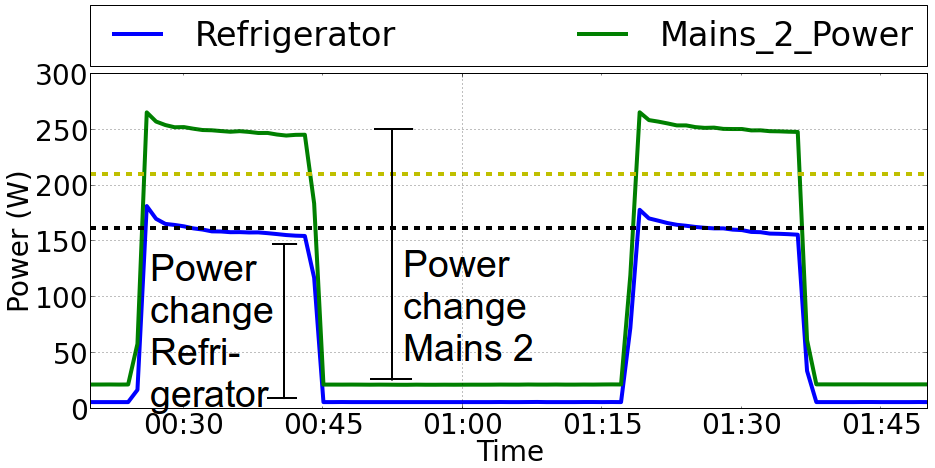 Refrigerator Mains_2_Power
300
250
200
150
100
50
0
Power (W)
Power
change
Refri-
gerator
Power
change
Mains 2
00:30 00:45 01:00 01:15 01:30 01:45
Time